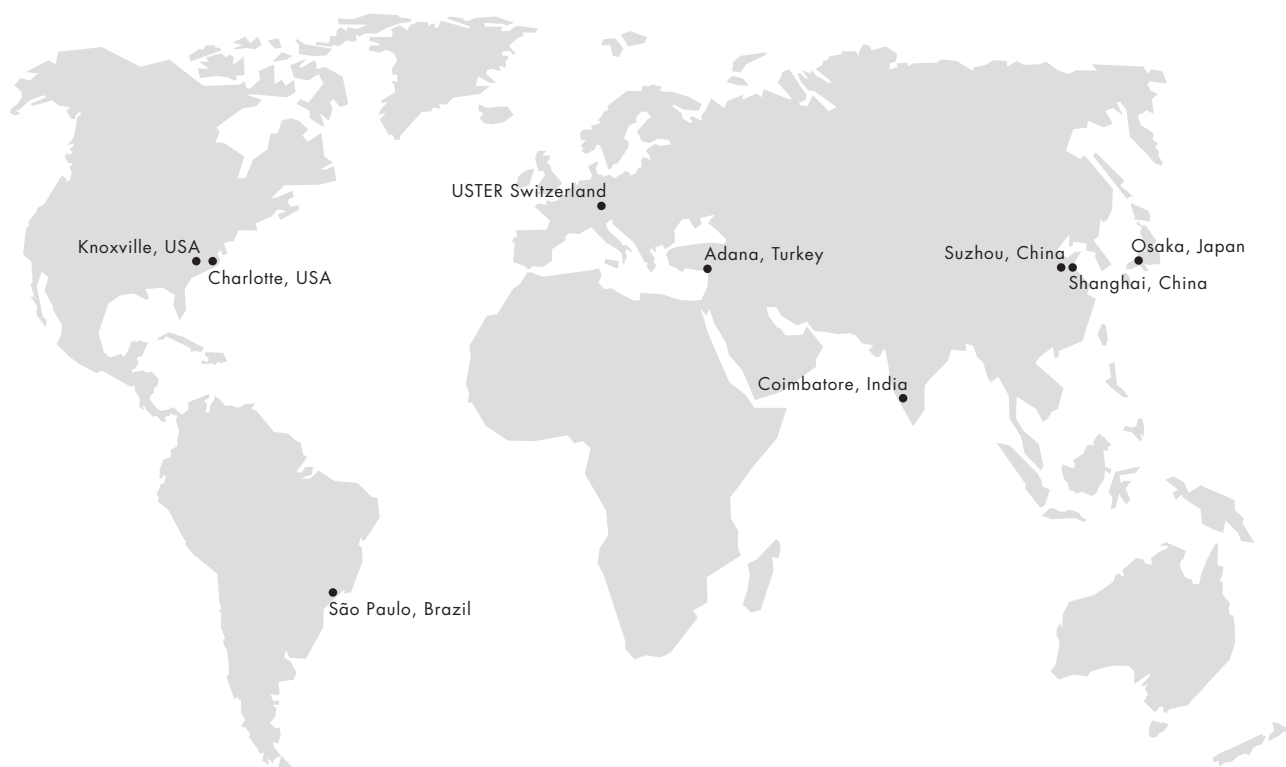 USTER Switzerland
Knoxville, USA
Charlotte, USA
Adana, Turkey
Suzhou, China
Osaka, Japan
Shanghai, China
Coimbatore, India
São Paulo, Brazil